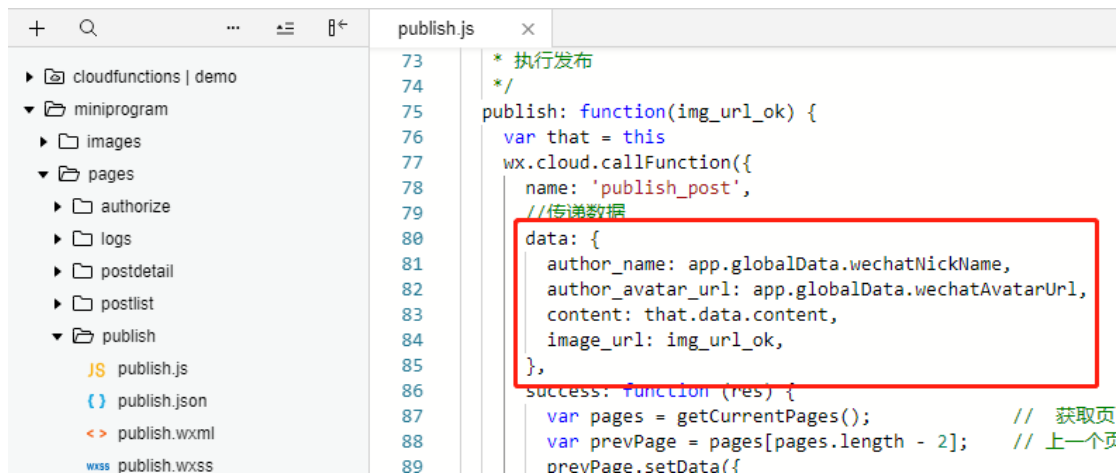 publish.js
cloudfunctions | demo
miniprogram
images
pages
authorize
logs
postdetail
postlist
publish
JS publish.js
{ } publish.json
< > publish.wxml
wxss publish.wxss
73 * 执行发布
74 */
75 publish: function(img_url_ok) {
76 var that = this
77 wx.cloud.callFunction({
78 name: 'publish_post',
79 //传递数据
80 data: {
81 author_name: app.globalData.wechatNickName,
82 author_avatar_url: app.globalData.wechatAvatarUrl,
83 content: that.data.content,
84 image_url: img_url_ok,
85 },
86 success: function (res) {
87 var pages = getCurrentPages(); // 获取页
88 var prevPage = pages[pages.length - 2]; // 上一个页
89 prevPage.setData({